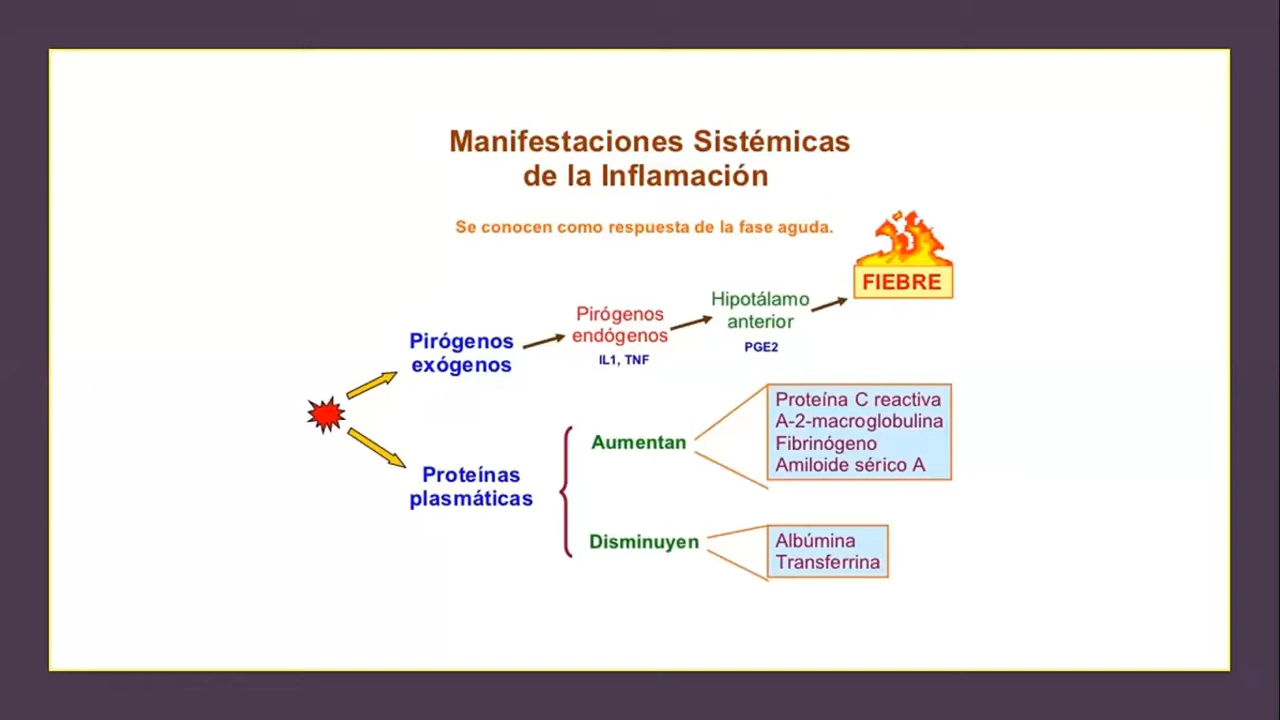 Manifestaciones Sistémicas
de la Inflamación
Se conocen como respuesta de la fase aguda.
FIEBRE
Hipotálamo
anterior
PGE2
Pirógenos
endógenos
IL1, TNF
Pirógenos
exógenos
Proteínas
plasmáticas
Aumentan
Proteína C reactiva
A-2-macroglobulina
Fibrinógeno
Amiloide sérico A
Disminuyen
Albúmina
Transferrina